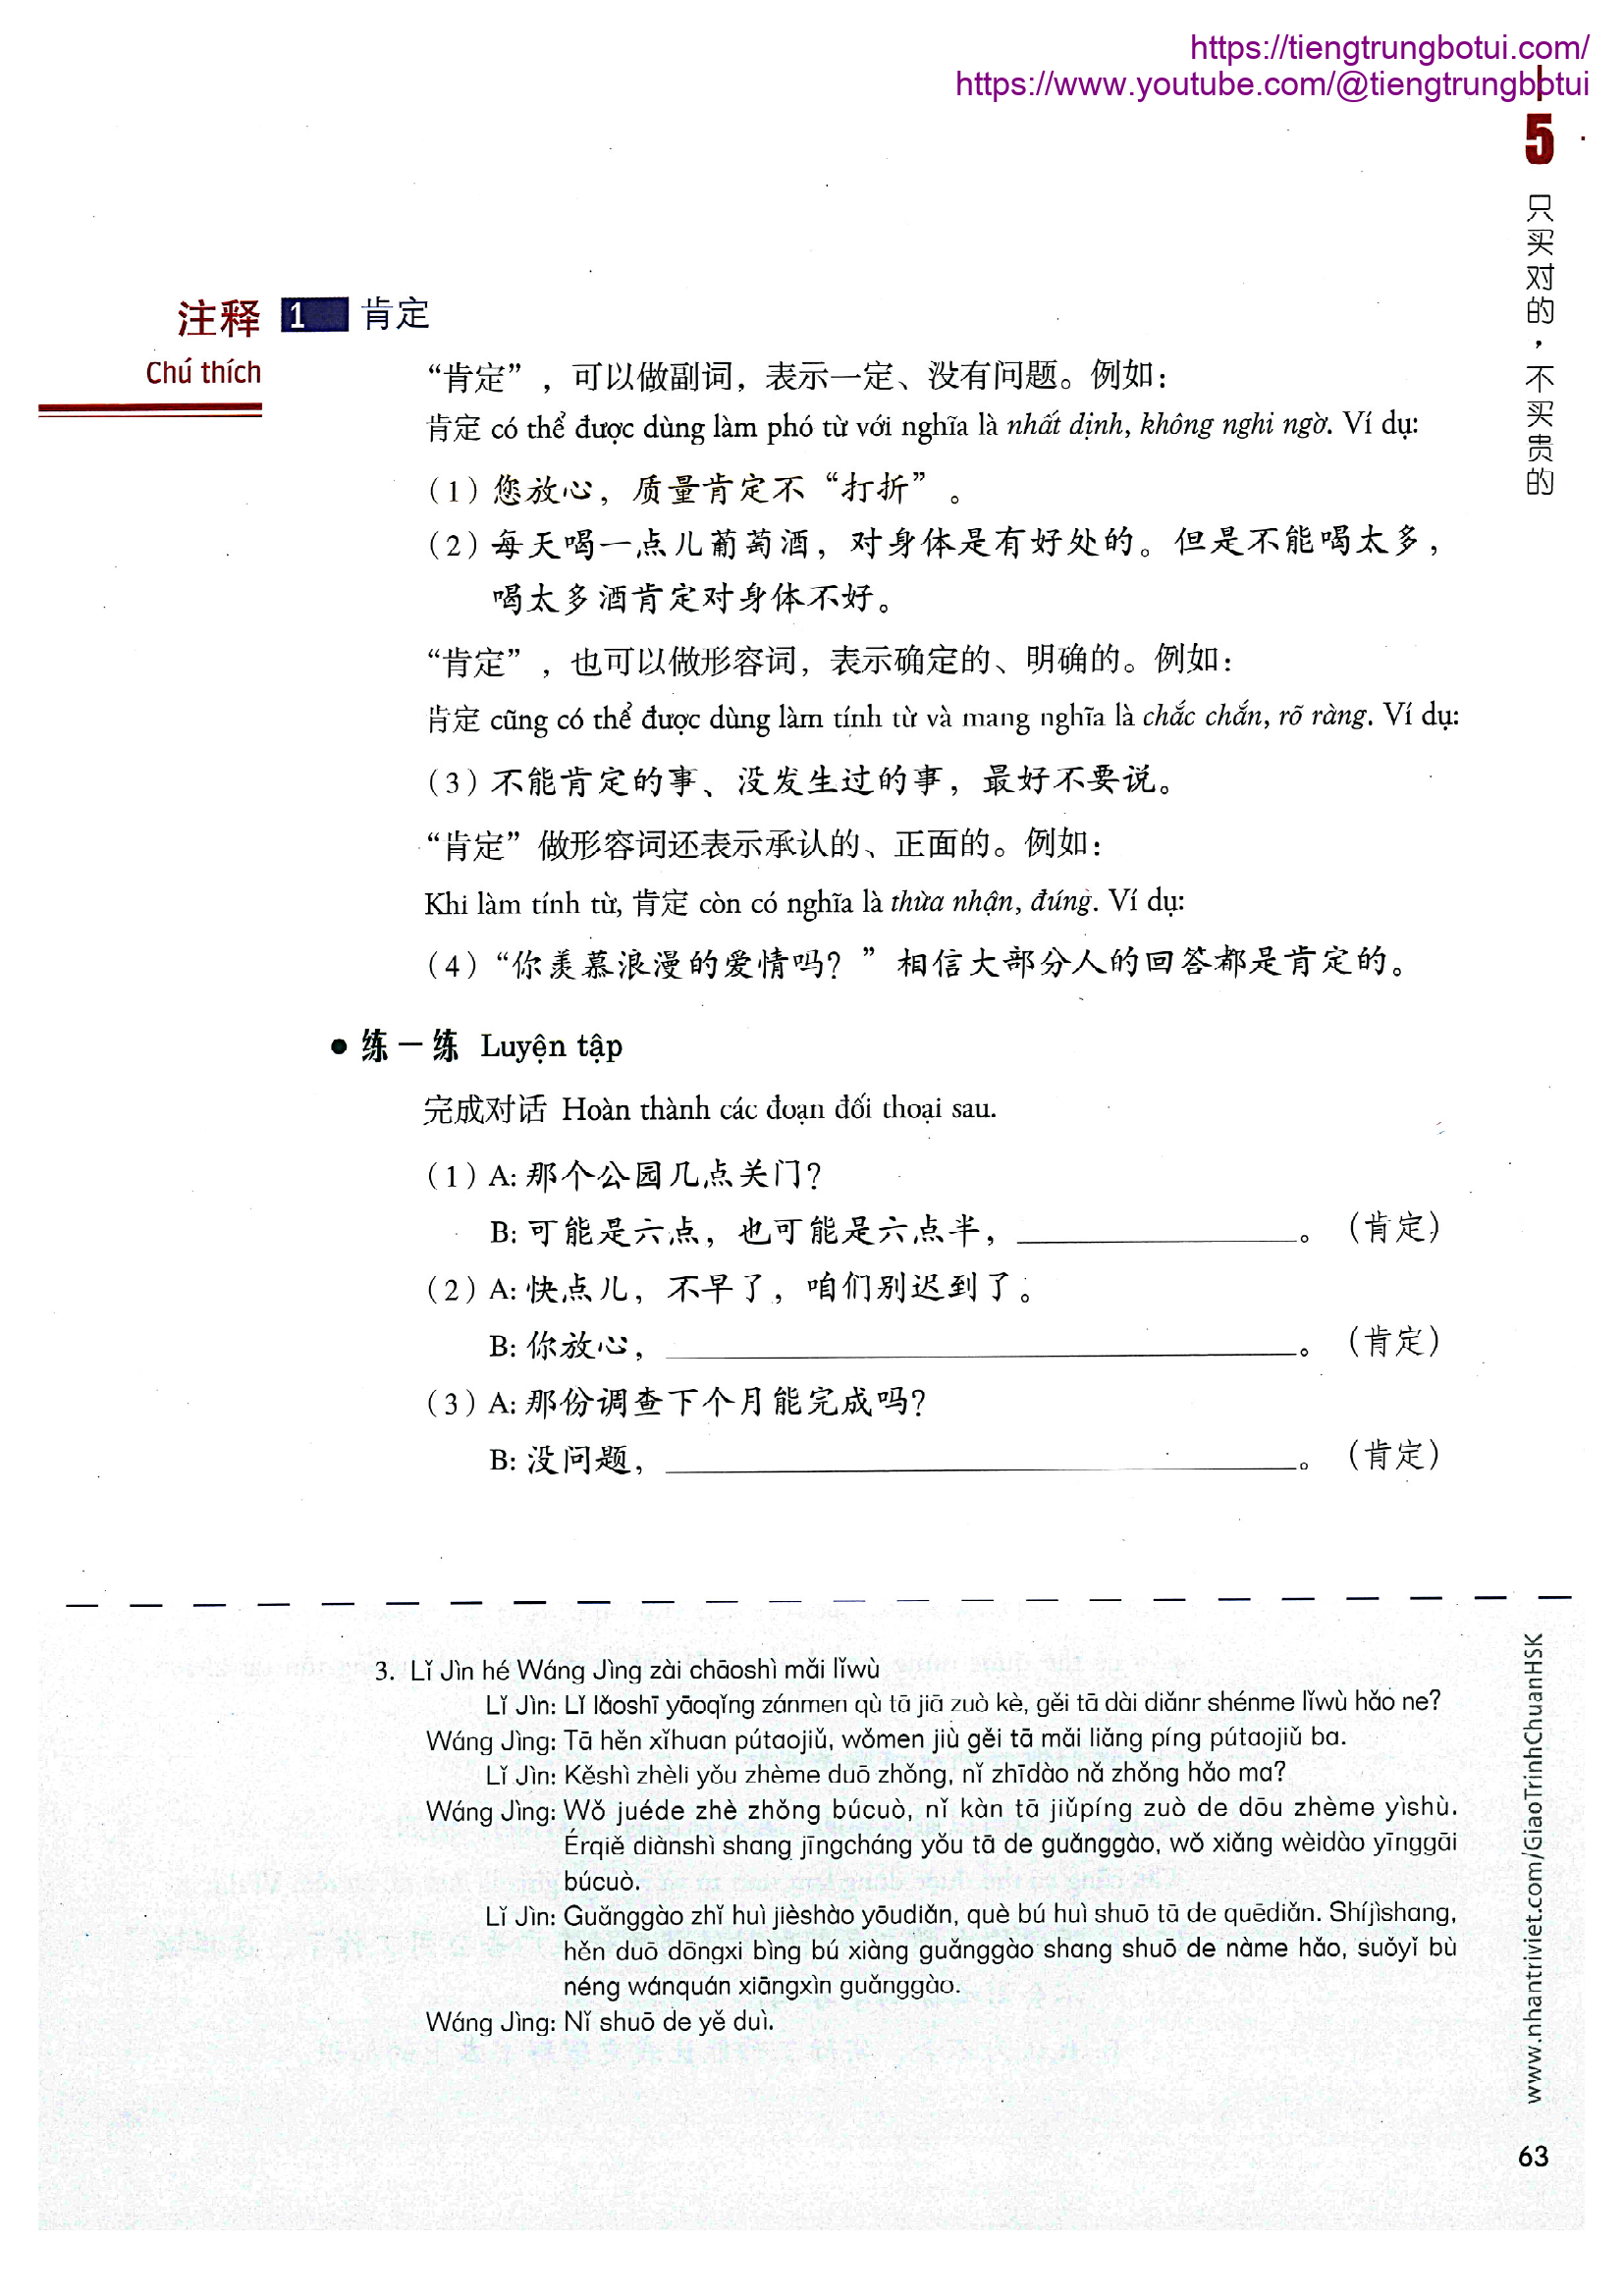 https://tiengtrungbotui.com/
https://www.youtube.com/@tiengtrungbotui
5
只买对的，不买贵的
注释 1 肯定
Chú thích
“肯定”，可以做副词，表示一定、没有问题。例如：
肯定 có thể được dùng làm phó từ với nghĩa là nhất định, không nghi ngờ. Ví dụ:
（1）您放心，质量肯定不“打折”。
（2）每天喝一点儿葡萄酒，对身体是有好处的。但是不能喝太多，
喝太多酒肯定对身体不好。
“肯定”，也可以做形容词，表示确定的、明确的。例如：
肯定 cũng có thể được dùng làm tính từ và mang nghĩa là chắc chắn, rõ ràng. Ví dụ:
（3）不能肯定的事、没发生过的事，最好不要说。
“肯定”做形容词还表示承认的、正面的。例如：
Khi làm tính từ, 肯定 còn có nghĩa là thừa nhận, đúng. Ví dụ:
（4）“你羡慕浪漫的爱情吗？”相信大部分人的回答都是肯定的。
● 练一练 Luyện tập
完成对话 Hoàn thành các đoạn đối thoại sau.
（1）A: 那个公园几点关门？
B: 可能是六点，也可能是六点半，________________。（肯定）
（2）A: 快点儿，不早了，咱们别迟到了。
B: 你放心，________________________________。（肯定）
（3）A: 那份调查下个月能完成吗？
B: 没问题，________________________________。（肯定）
3. Lǐ Jìn hé Wáng Jìng zài chāoshì mǎi lǐwù
Lǐ Jìn: Lǐ lǎoshī yāoqǐng zánmen qù tā jiā zuò kè, gěi tā dài diǎnr shénme lǐwù hǎo ne?
Wáng Jìng: Tā hěn xǐhuan pútaojiǔ, wǒmen jiù gěi tā mǎi liǎng píng pútaojiǔ ba.
Lǐ Jìn: Kěshì zhèli yǒu zhème duō zhǒng, nǐ zhīdào nǎ zhǒng hǎo ma?
Wáng Jìng: Wǒ juéde zhè zhǒng búcuò, nǐ kàn tā jiǔpíng zuò de dōu zhème yìshù.
Érqiě diànshì shang jīngcháng yǒu tā de guǎnggào, wǒ xiǎng wèidào yīnggāi
búcuò.
Lǐ Jìn: Guǎnggào zhǐ huì jièshào yōudiǎn, què bú huì shuō tā de quēdiǎn. Shíjìshang,
hěn duō dōngxi bìng bú xiàng guǎnggào shang shuō de nàme hǎo, suǒyǐ bù
néng wánquán xiāngxìn guǎnggào.
Wáng Jìng: Nǐ shuō de yě duì.
www.nhantriviet.com/GiaoTrinhChuanHSK
63